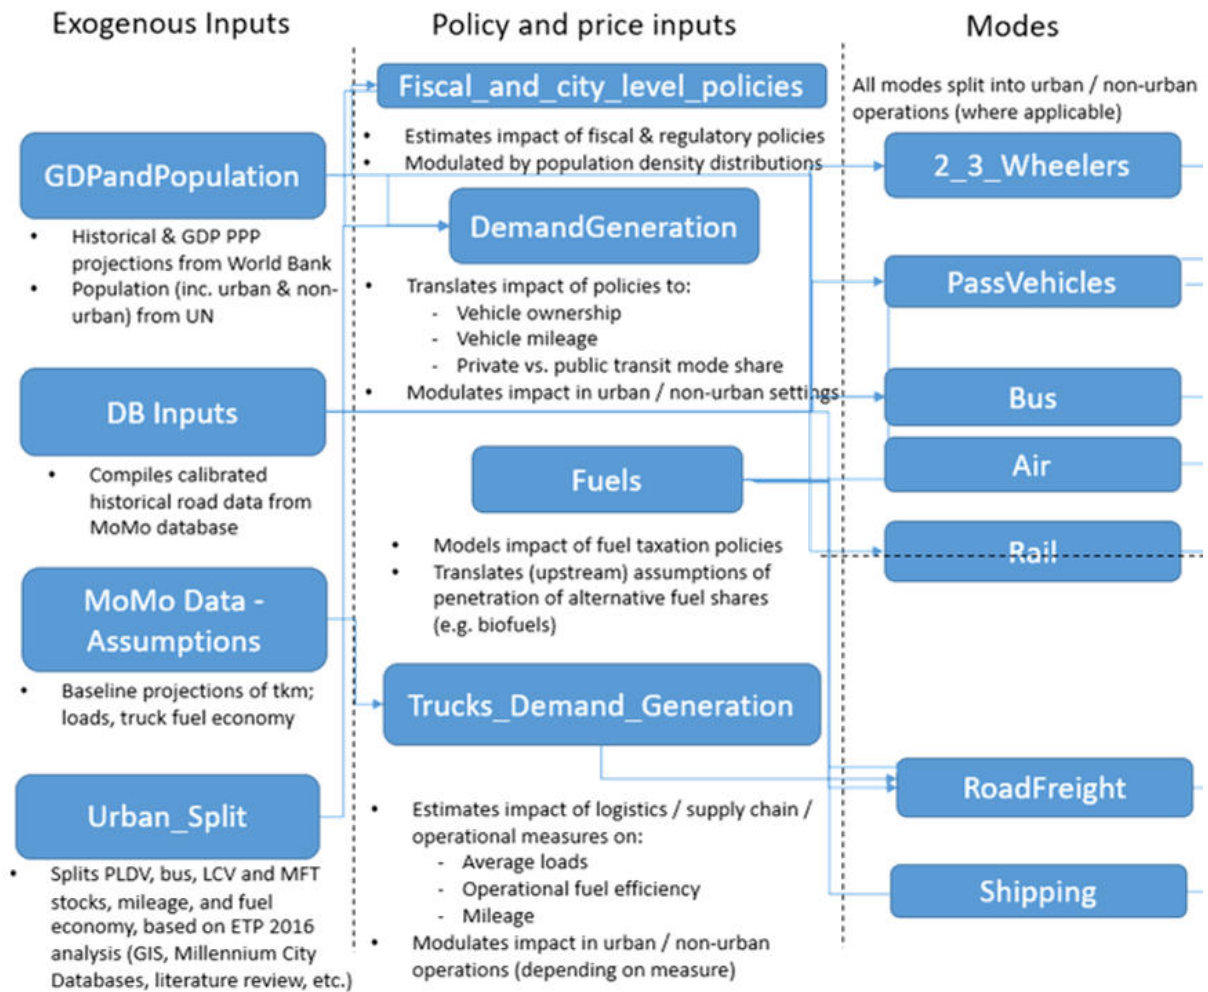 Exogenous Inputs
GDPandPopulation
• Historical & GDP PPP
projections from World Bank
• Population (inc. urban & non-
urban) from UN
DB Inputs
• Compiles calibrated
historical road data from
MoMo database
MoMo Data -
Assumptions
• Baseline projections of tkm;
loads, truck fuel economy
Urban_Split
• Splits PLDV, bus, LCV and MFT
stocks, mileage, and fuel
economy, based on ETP 2016
analysis (GIS, Millennium City
Databases, literature review, etc.)
Policy and price inputs
Fiscal_and_city_level_policies
• Estimates impact of fiscal & regulatory policies
• Modulated by population density distributions
DemandGeneration
• Translates impact of policies to:
- Vehicle ownership
- Vehicle mileage
- Private vs. public transit mode share
• Modulates impact in urban / non-urban settings
Fuels
• Models impact of fuel taxation policies
• Translates (upstream) assumptions of
penetration of alternative fuel shares
(e.g. biofuels)
Trucks_Demand_Generation
• Estimates impact of logistics / supply chain /
operational measures on:
- Average loads
- Operational fuel efficiency
- Mileage
• Modulates impact in urban / non-urban
operations (depending on measure)
Modes
All modes split into urban / non-urban
operations (where applicable)
2_3_Wheelers
PassVehicles
Bus
Air
Rail
RoadFreight
Shipping